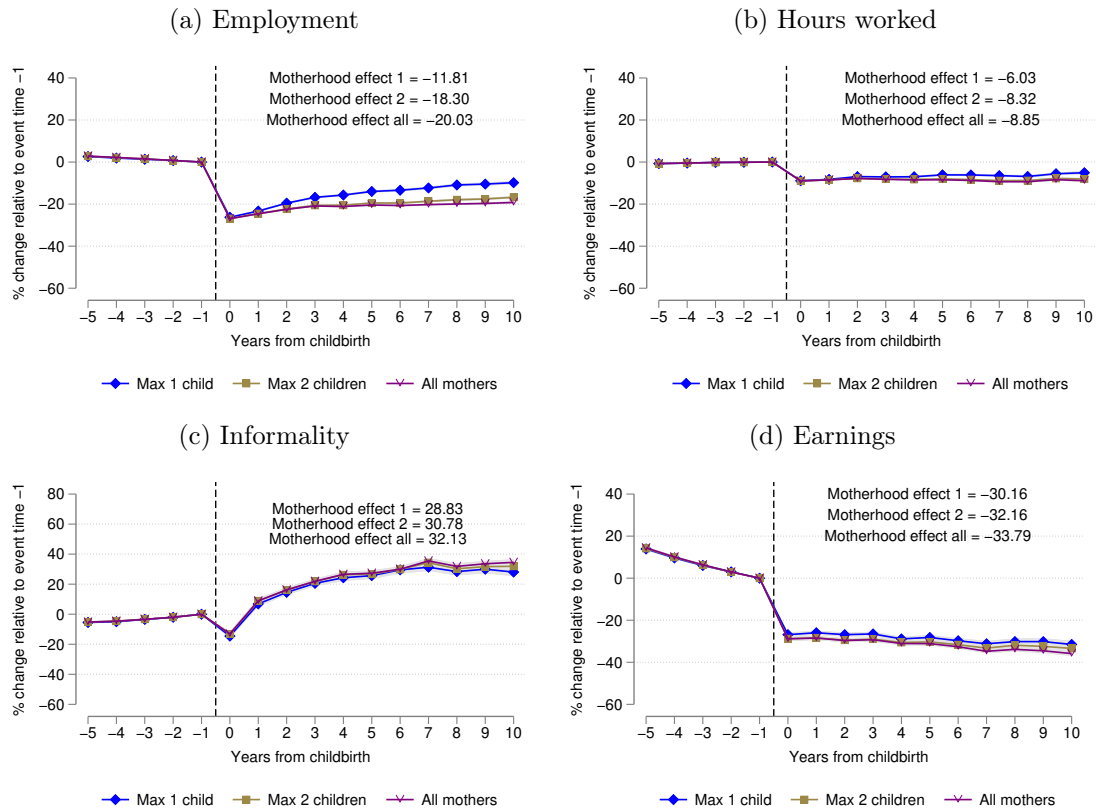 (a) Employment
% change relative to event time −1
40
20
0
−20
−40
−60
Motherhood effect 1 = −11.81
Motherhood effect 2 = −18.30
Motherhood effect all = −20.03
−5 −4 −3 −2 −1 0 1 2 3 4 5 6 7 8 9 10
Years from childbirth
Max 1 child Max 2 children All mothers
(b) Hours worked
% change relative to event time −1
40
20
0
−20
−40
−60
Motherhood effect 1 = −6.03
Motherhood effect 2 = −8.32
Motherhood effect all = −8.85
−5 −4 −3 −2 −1 0 1 2 3 4 5 6 7 8 9 10
Years from childbirth
Max 1 child Max 2 children All mothers
(c) Informality
% change relative to event time −1
80
60
40
20
0
−20
−40
−60
Motherhood effect 1 = 28.83
Motherhood effect 2 = 30.78
Motherhood effect all = 32.13
−5 −4 −3 −2 −1 0 1 2 3 4 5 6 7 8 9 10
Years from childbirth
Max 1 child Max 2 children All mothers
(d) Earnings
% change relative to event time −1
40
20
0
−20
−40
−60
Motherhood effect 1 = −30.16
Motherhood effect 2 = −32.16
Motherhood effect all = −33.79
−5 −4 −3 −2 −1 0 1 2 3 4 5 6 7 8 9 10
Years from childbirth
Max 1 child Max 2 children All mothers